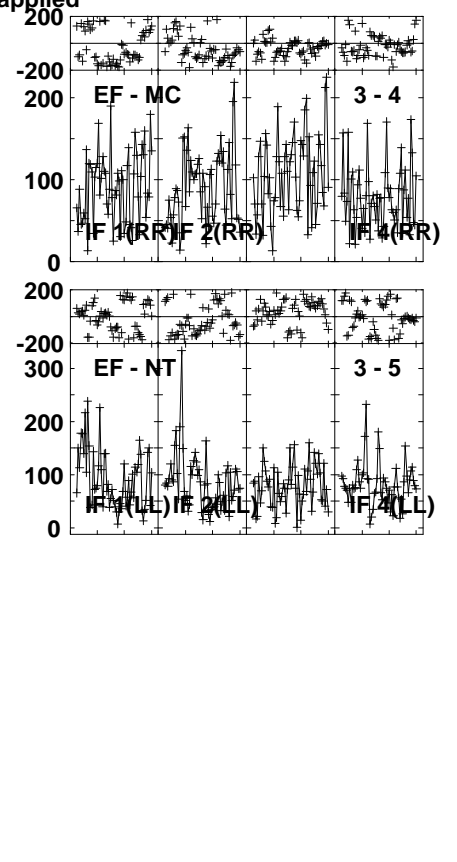 applied
200
-200
200
EF - MC
3 - 4
100
IF 1(RR)
IF 2(RR)
IF 4(RR)
0
200
-200
300
EF - NT
3 - 5
200
100
IF 1(LL)
IF 2(LL)
IF 4(LL)
0